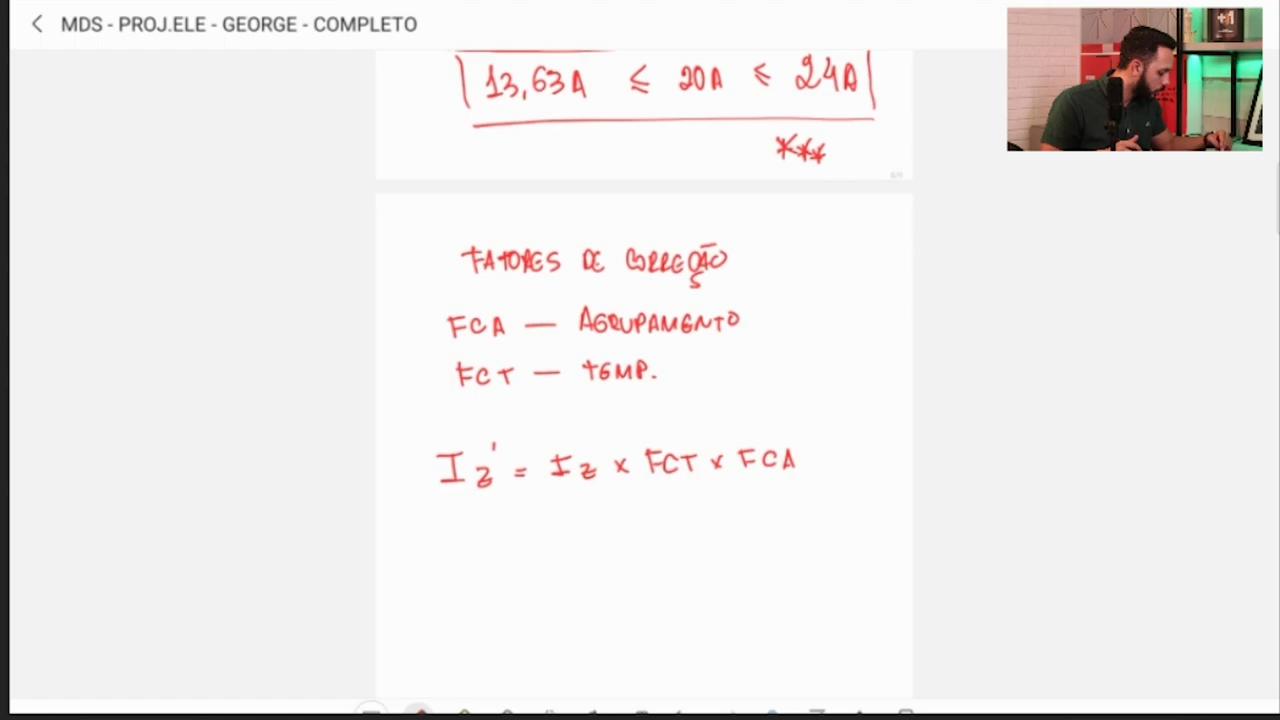 MDS - PROJ.ELE - GEORGE - COMPLETO
13,63A ≤ 20A ≤ 24A
***
FATORES DE CORREÇÃO
FCA — AGRUPAMENTO
FCT — TEMP.
Iz' = Iz x FCT x FCA